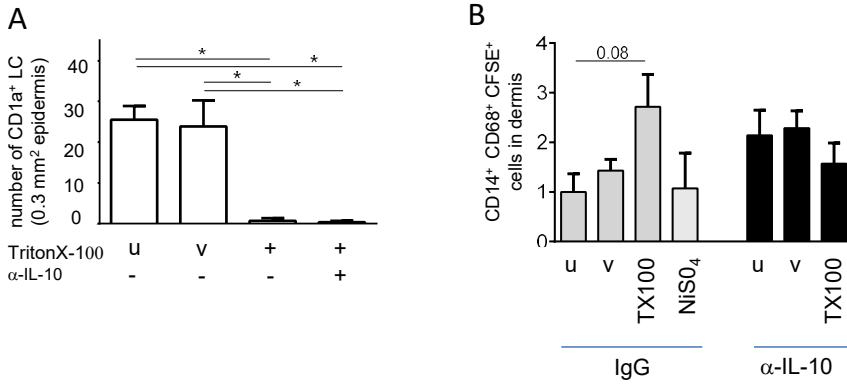 A
number of CD1a⁺ LC
(0.3 mm² epidermis)
40
30
20
10
0
*
*
*
*
TritonX-100 u v + +
α-IL-10 - - - +
B
CD14⁺ CD68⁺ CFSE⁺
cells in dermis
4
3
2
1
0
0.08
u v TX100 NiS0₄ u v TX100
IgG α-IL-10